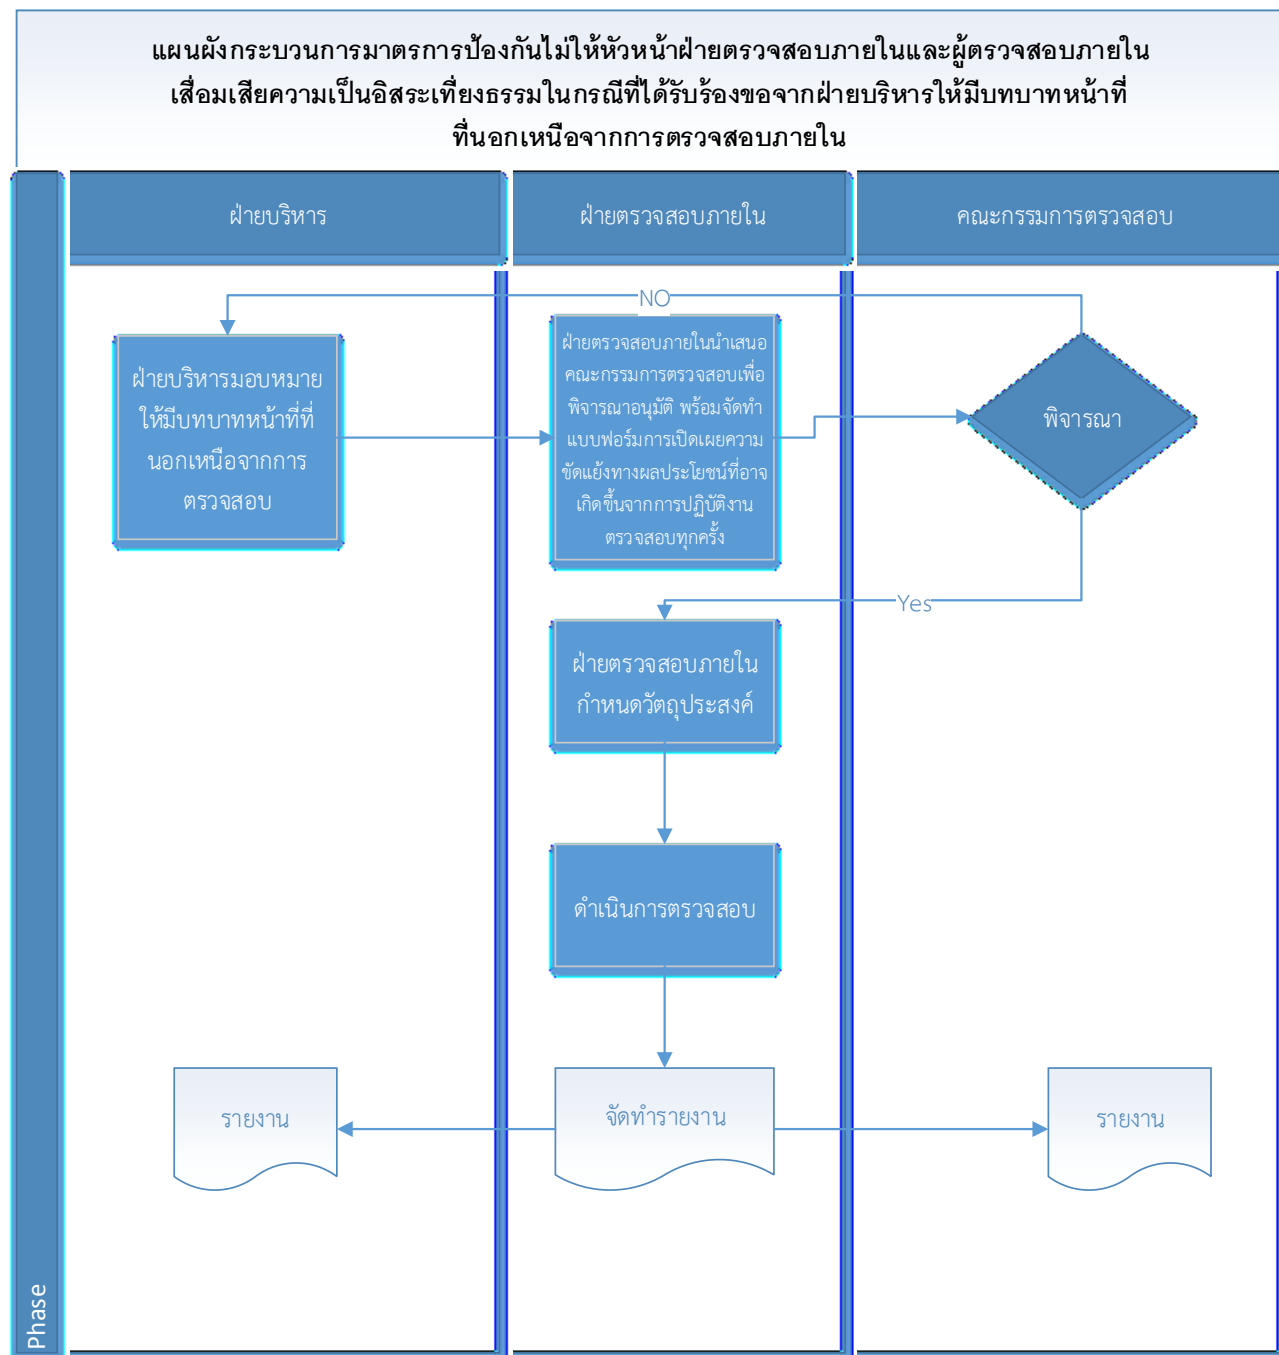 แผนผังกระบวนการมาตรการป้องกันไม่ให้หัวหน้าฝ่ายตรวจสอบภายในและผู้ตรวจสอบภายใน
เสื่อมเสียความเป็นอิสระเที่ยงธรรมในกรณีที่ได้รับร้องขอจากฝ่ายบริหารให้มีบทบาทหน้าที่
ที่นอกเหนือจากการตรวจสอบภายใน
ฝ่ายบริหาร
ฝ่ายตรวจสอบภายใน
คณะกรรมการตรวจสอบ
NO
ฝ่ายบริหารมอบหมาย
ให้มีบทบาทหน้าที่ที่
นอกเหนือจากการ
ตรวจสอบ
ฝ่ายตรวจสอบภายในนำเสนอ
คณะกรรมการตรวจสอบเพื่อ
พิจารณาอนุมัติ พร้อมจัดทำ
แบบฟอร์มการเปิดเผยความ
ขัดแย้งทางผลประโยชน์ที่อาจ
เกิดขึ้นจากการปฏิบัติงาน
ตรวจสอบทุกครั้ง
พิจารณา
Yes
ฝ่ายตรวจสอบภายใน
กำหนดวัตถุประสงค์
ดำเนินการตรวจสอบ
รายงาน
จัดทำรายงาน
รายงาน
Phase